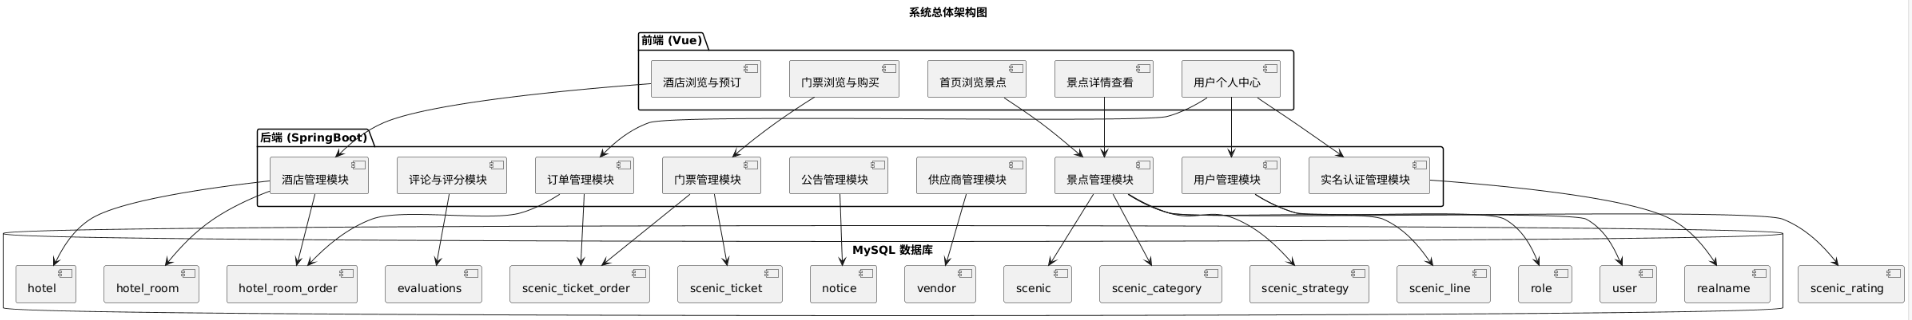 系统总体架构图
前端 (Vue)
酒店浏览与预订
门票浏览与购买
首页浏览景点
景点详情查看
用户个人中心
后端 (SpringBoot)
酒店管理模块
评论与评分模块
订单管理模块
门票管理模块
公告管理模块
供应商管理模块
景点管理模块
用户管理模块
实名认证管理模块
MySQL 数据库
hotel
hotel_room
hotel_room_order
evaluations
scenic_ticket_order
scenic_ticket
notice
vendor
scenic
scenic_category
scenic_strategy
scenic_line
role
user
realname
scenic_rating